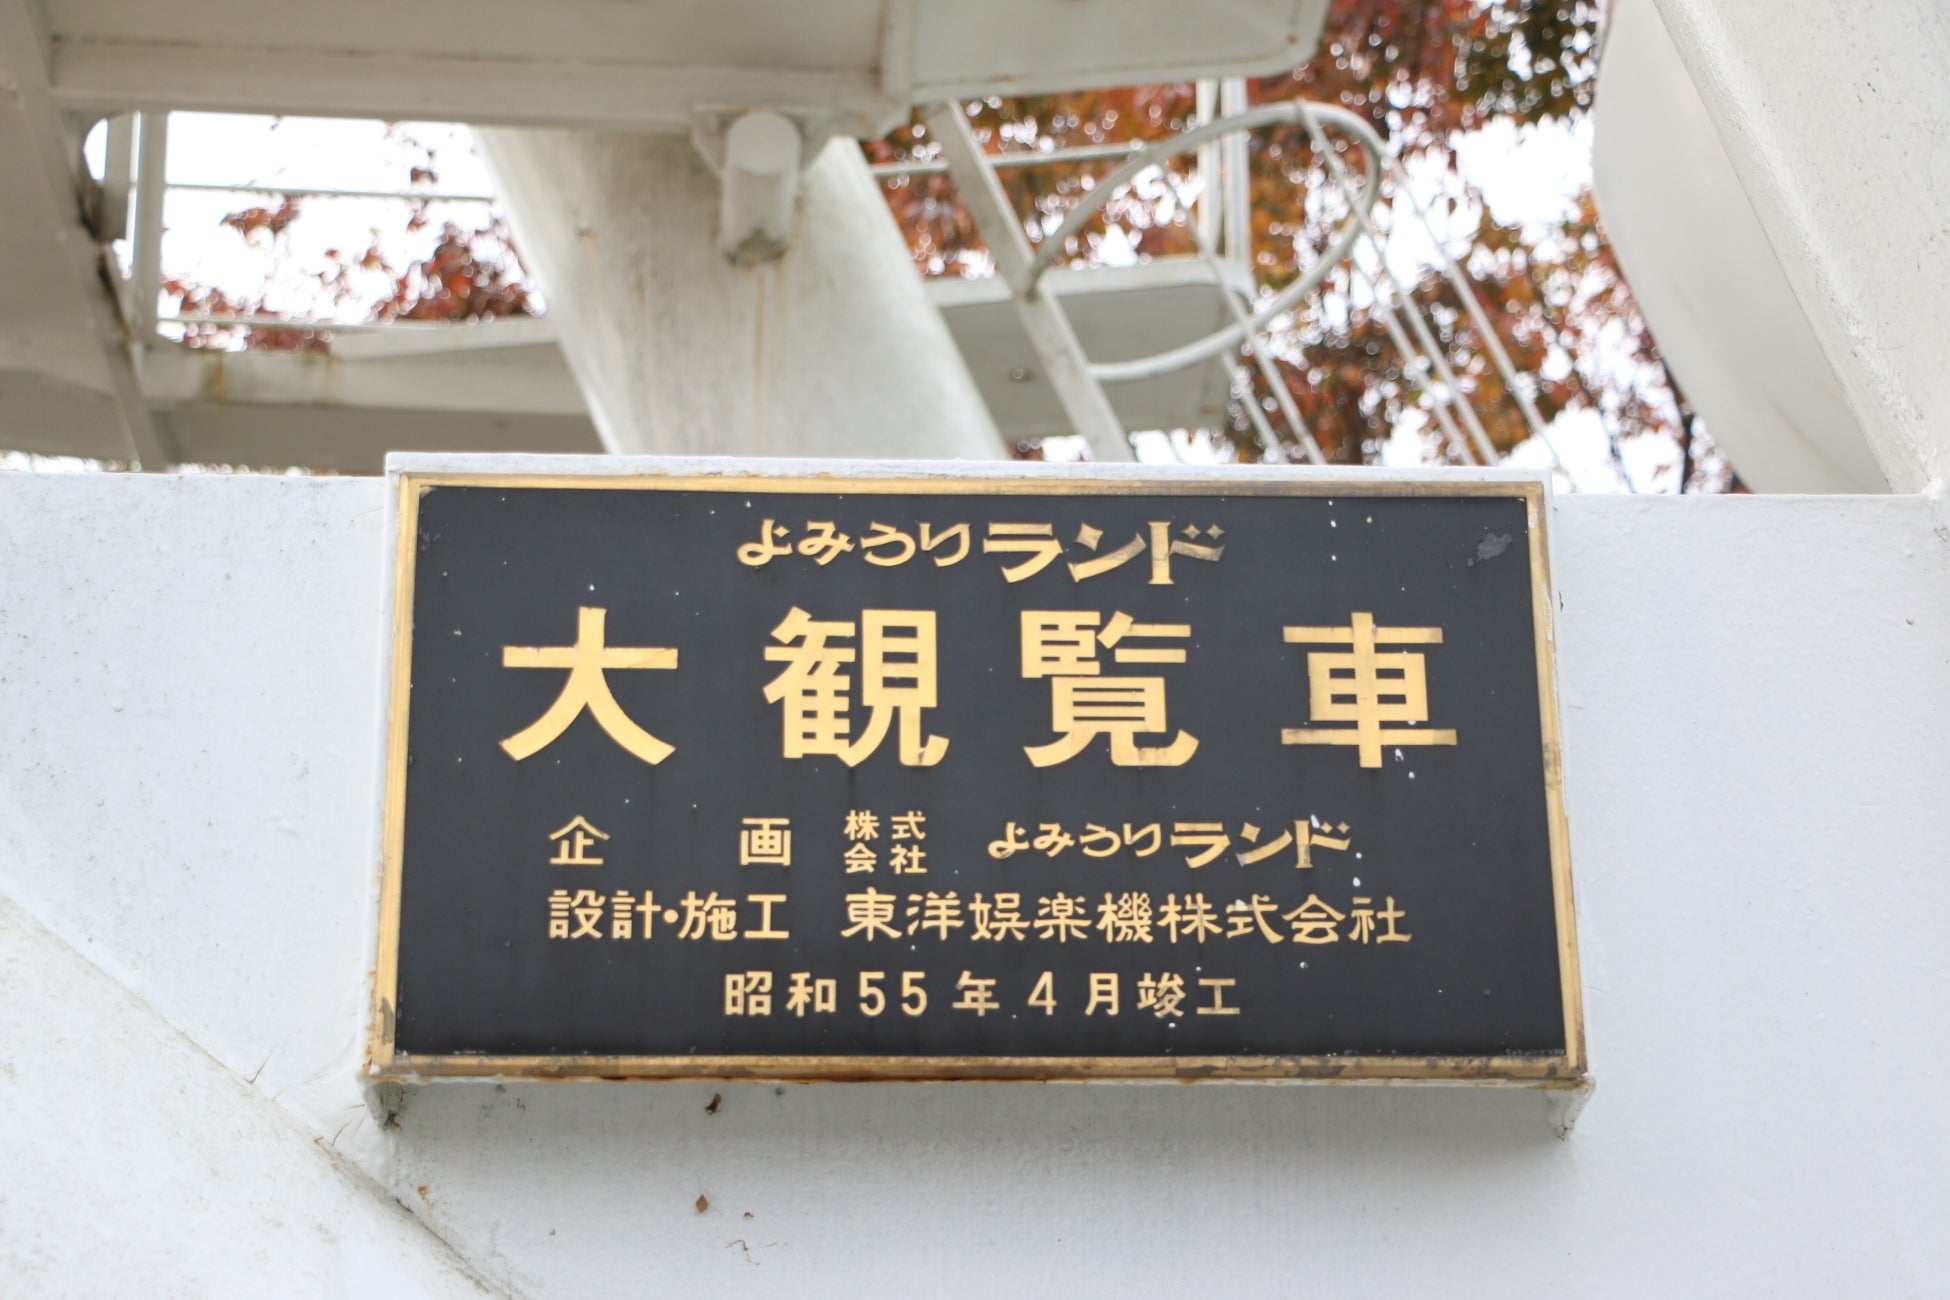 よみうりランド
大観覧車
企画 株式会社 よみうりランド
設計・施工 東洋娯楽機株式会社
昭和55年4月竣工